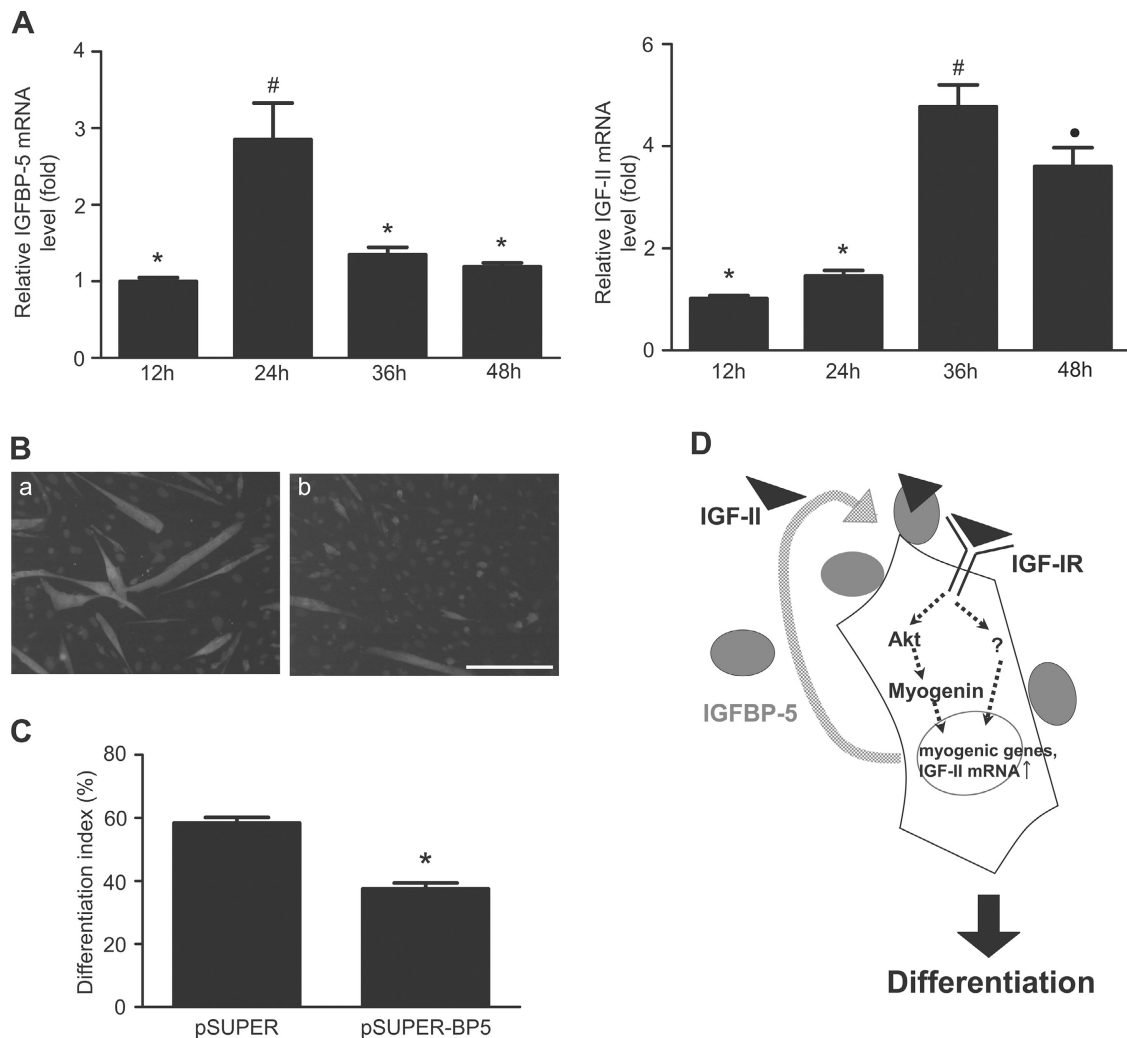 A
Relative IGFBP-5 mRNA
level (fold)
4
3
2
1
0
*
#
*
*
12h
24h
36h
48h
Relative IGF-II mRNA
level (fold)
6
4
2
0
*
*
#
•
12h
24h
36h
48h
B
a
b
C
Differentiation index (%)
80
60
40
20
0
*
pSUPER
pSUPER-BP5
D
IGF-II
IGF-IR
Akt
?
Myogenin
IGFBP-5
myogenic genes,
IGF-II mRNA↑
Differentiation